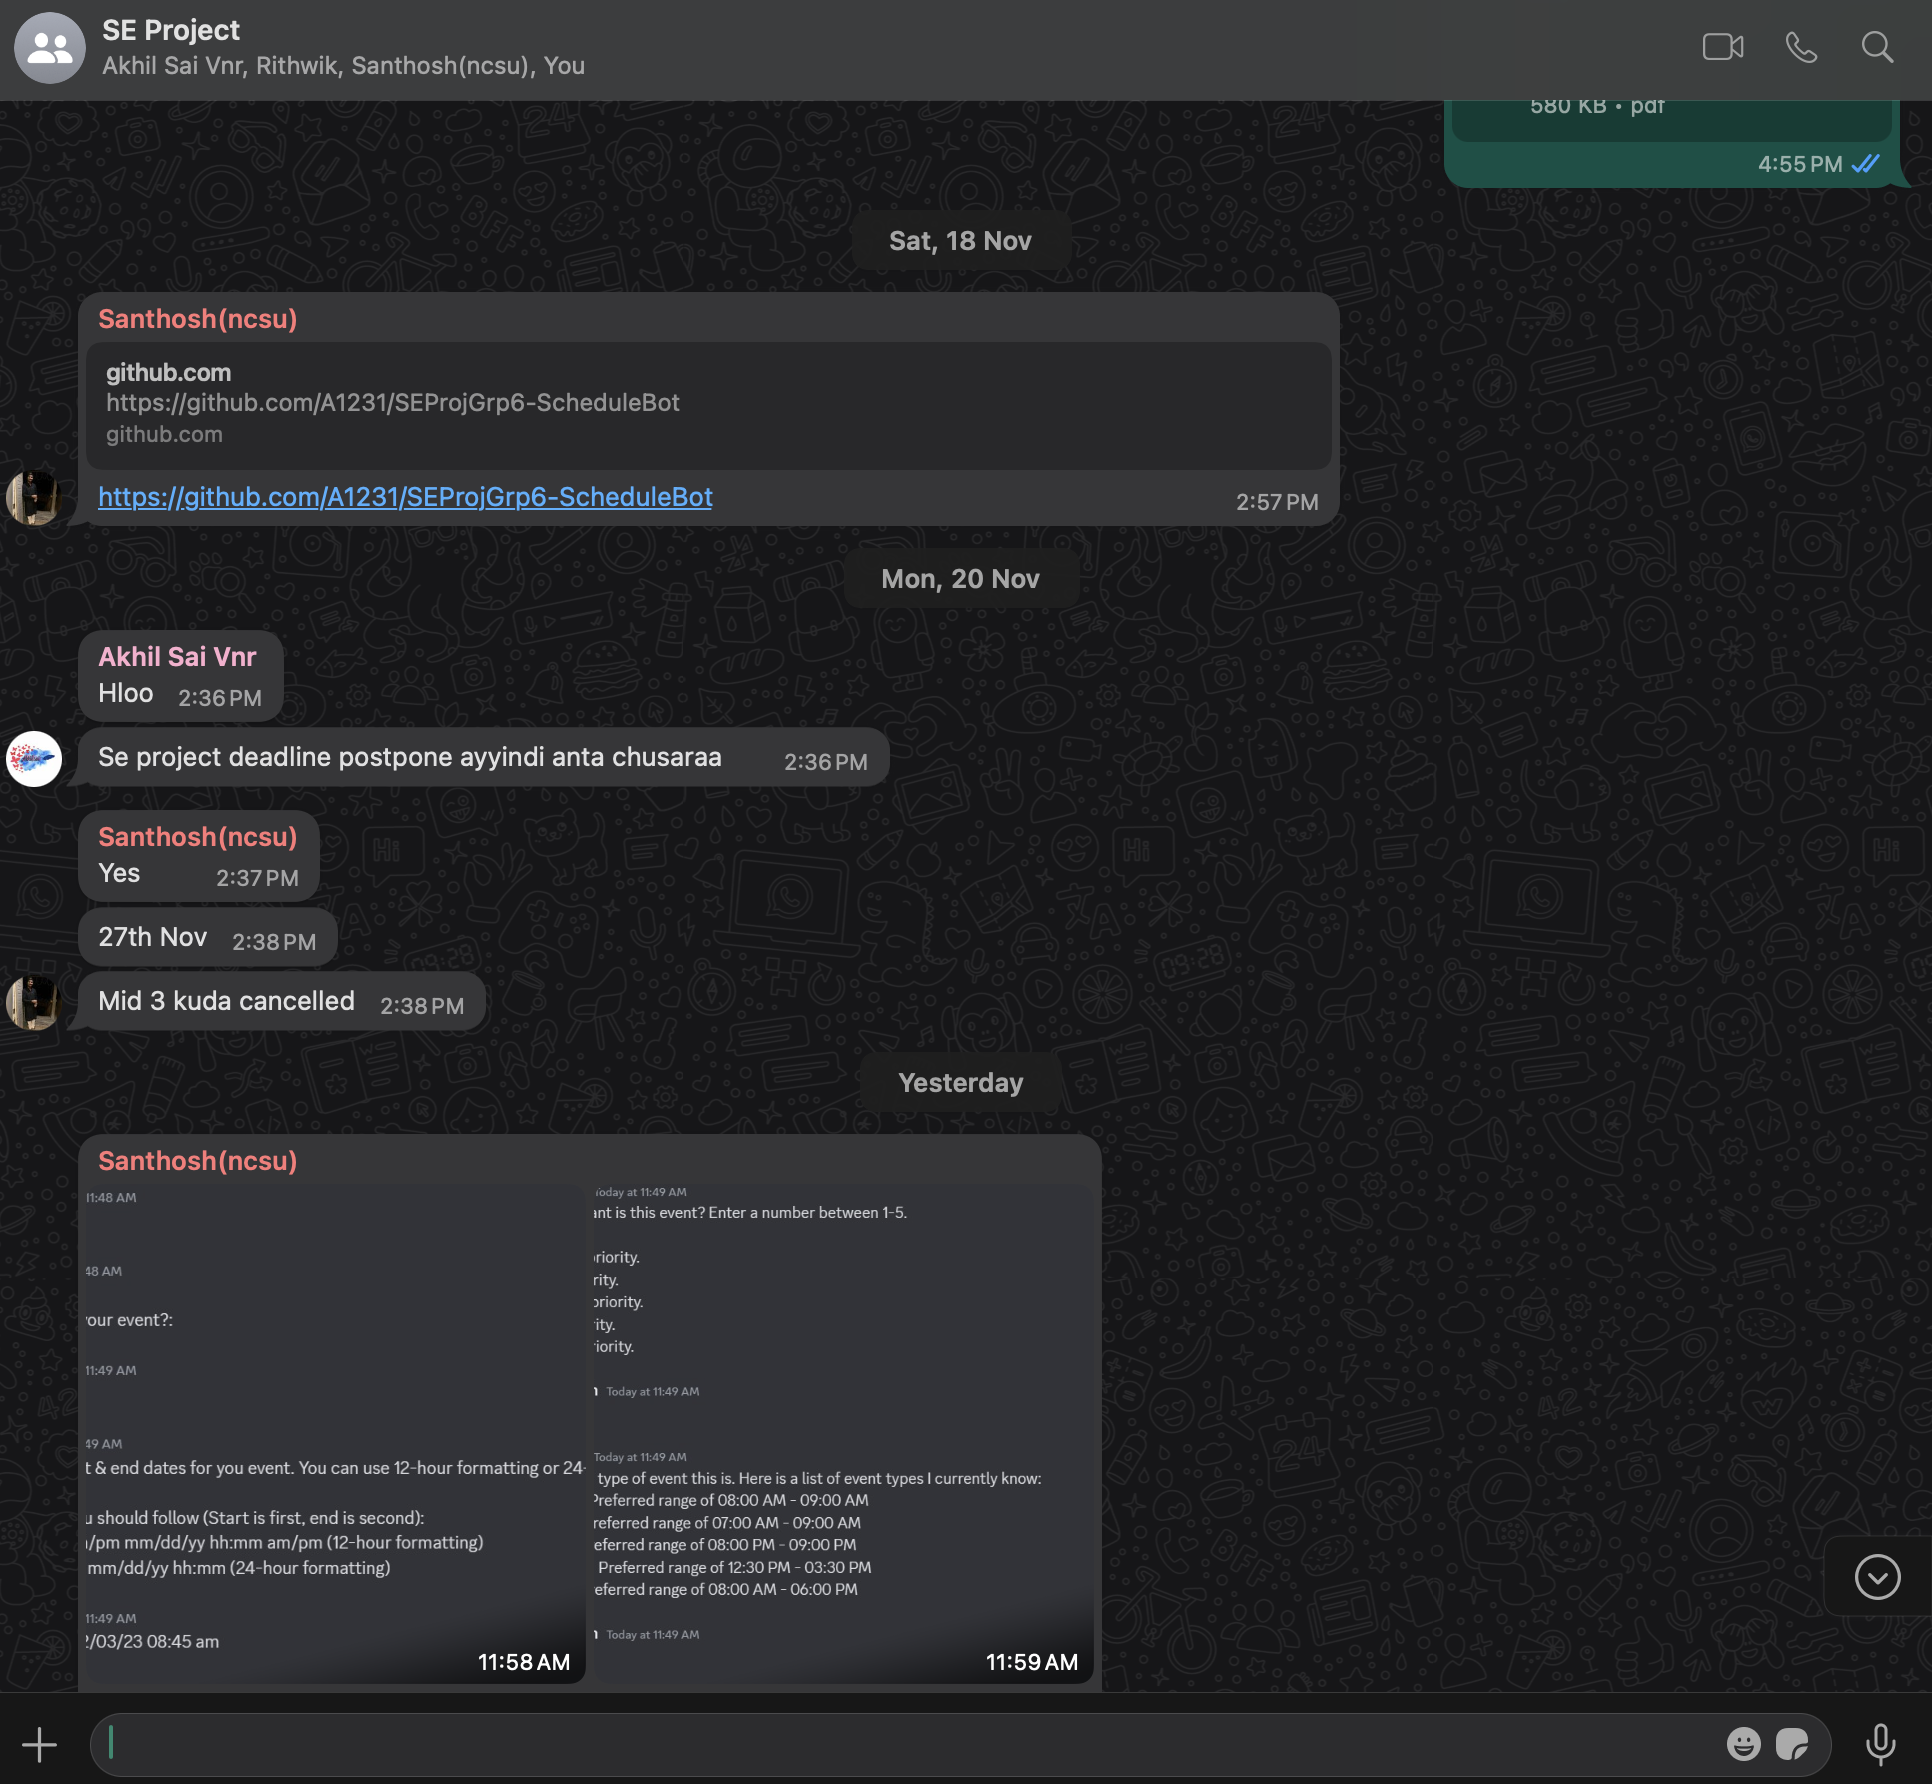 SE Project
Akhil Sai Vnr, Rithwik, Santhosh(ncsu), You
580 KB • pdf
4:55 PM
Sat, 18 Nov
Santhosh(ncsu)
github.com
https://github.com/A1231/SEProjGrp6-ScheduleBot
github.com
https://github.com/A1231/SEProjGrp6-ScheduleBot
2:57 PM
Mon, 20 Nov
Akhil Sai Vnr
Hloo 2:36 PM
Se project deadline postpone ayyindi anta chusaraa 2:36 PM
Santhosh(ncsu)
Yes 2:37 PM
27th Nov 2:38 PM
Mid 3 kuda cancelled 2:38 PM
Yesterday
Santhosh(ncsu)
11:48 AM
48 AM
our event?:
11:49 AM
49 AM
t & end dates for you event. You can use 12-hour formatting or 24-
u should follow (Start is first, end is second):
/pm mm/dd/yy hh:mm am/pm (12-hour formatting)
mm/dd/yy hh:mm (24-hour formatting)
11:49 AM
/03/23 08:45 am
11:58 AM
Today at 11:49 AM
ant is this event? Enter a number between 1-5.
riority.
rity.
priority.
ity.
iority.
Today at 11:49 AM
Today at 11:49 AM
type of event this is. Here is a list of event types I currently know:
Preferred range of 08:00 AM - 09:00 AM
referred range of 07:00 AM - 09:00 AM
eferred range of 08:00 PM - 09:00 PM
Preferred range of 12:30 PM - 03:30 PM
eferred range of 08:00 AM - 06:00 PM
Today at 11:49 AM
11:59 AM